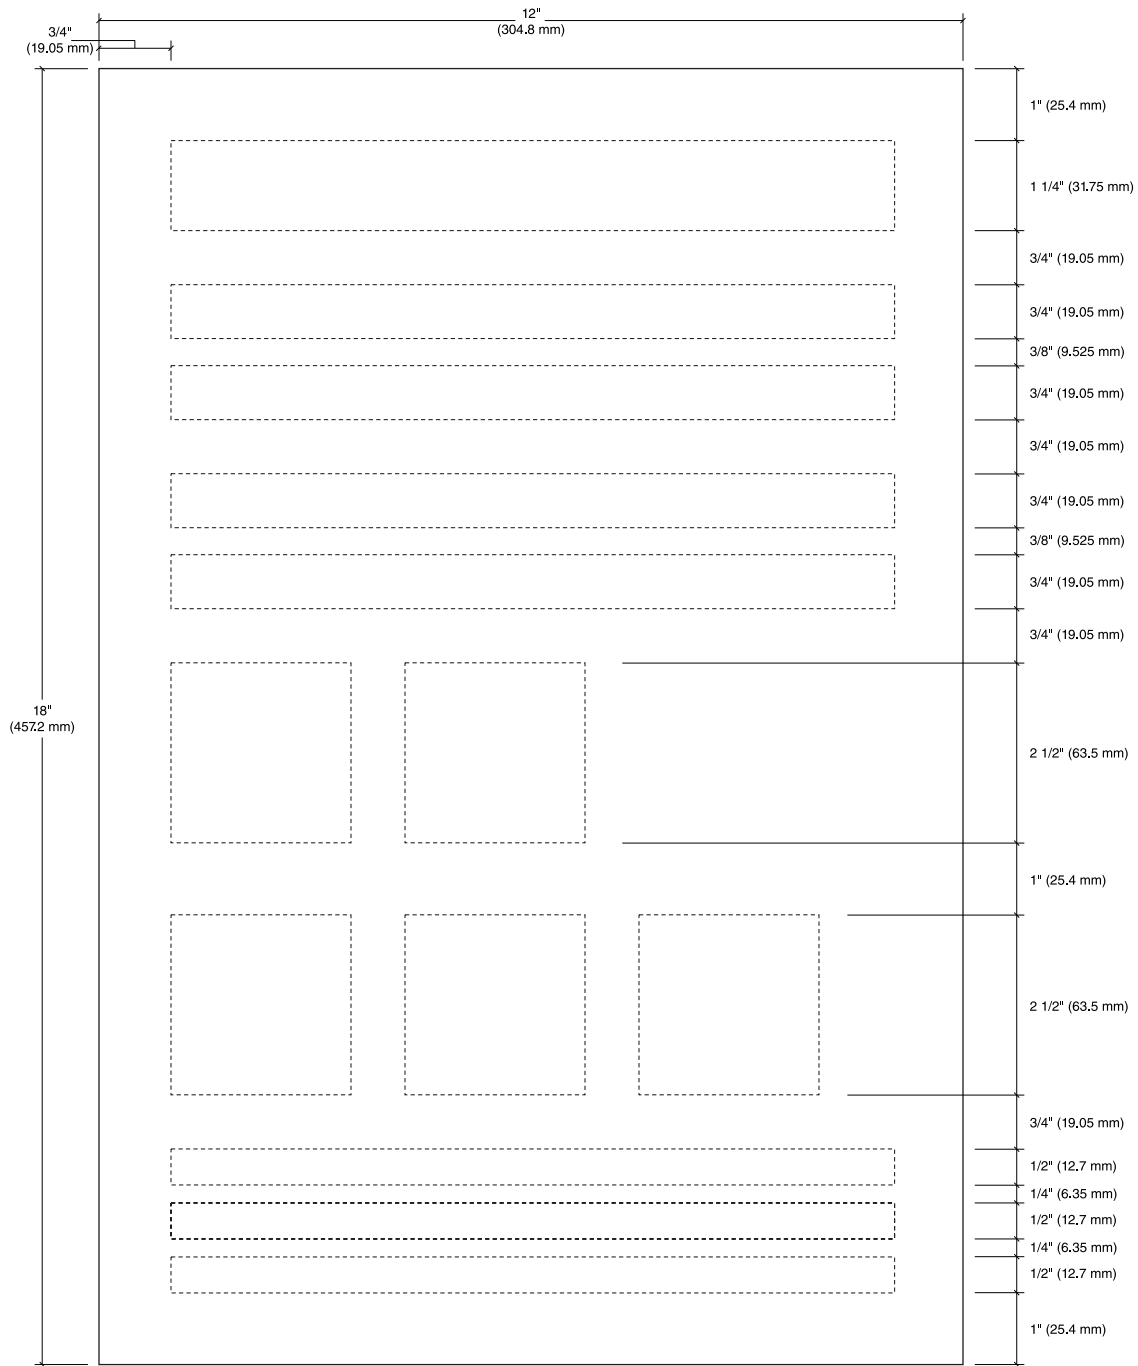 12"
(304.8 mm)
3/4"
(19.05 mm)
1" (25.4 mm)
1 1/4" (31.75 mm)
3/4" (19.05 mm)
3/4" (19.05 mm)
3/8" (9.525 mm)
3/4" (19.05 mm)
3/4" (19.05 mm)
3/4" (19.05 mm)
3/8" (9.525 mm)
3/4" (19.05 mm)
3/4" (19.05 mm)
18"
(457.2 mm)
2 1/2" (63.5 mm)
1" (25.4 mm)
2 1/2" (63.5 mm)
3/4" (19.05 mm)
1/2" (12.7 mm)
1/4" (6.35 mm)
1/2" (12.7 mm)
1/4" (6.35 mm)
1/2" (12.7 mm)
1" (25.4 mm)